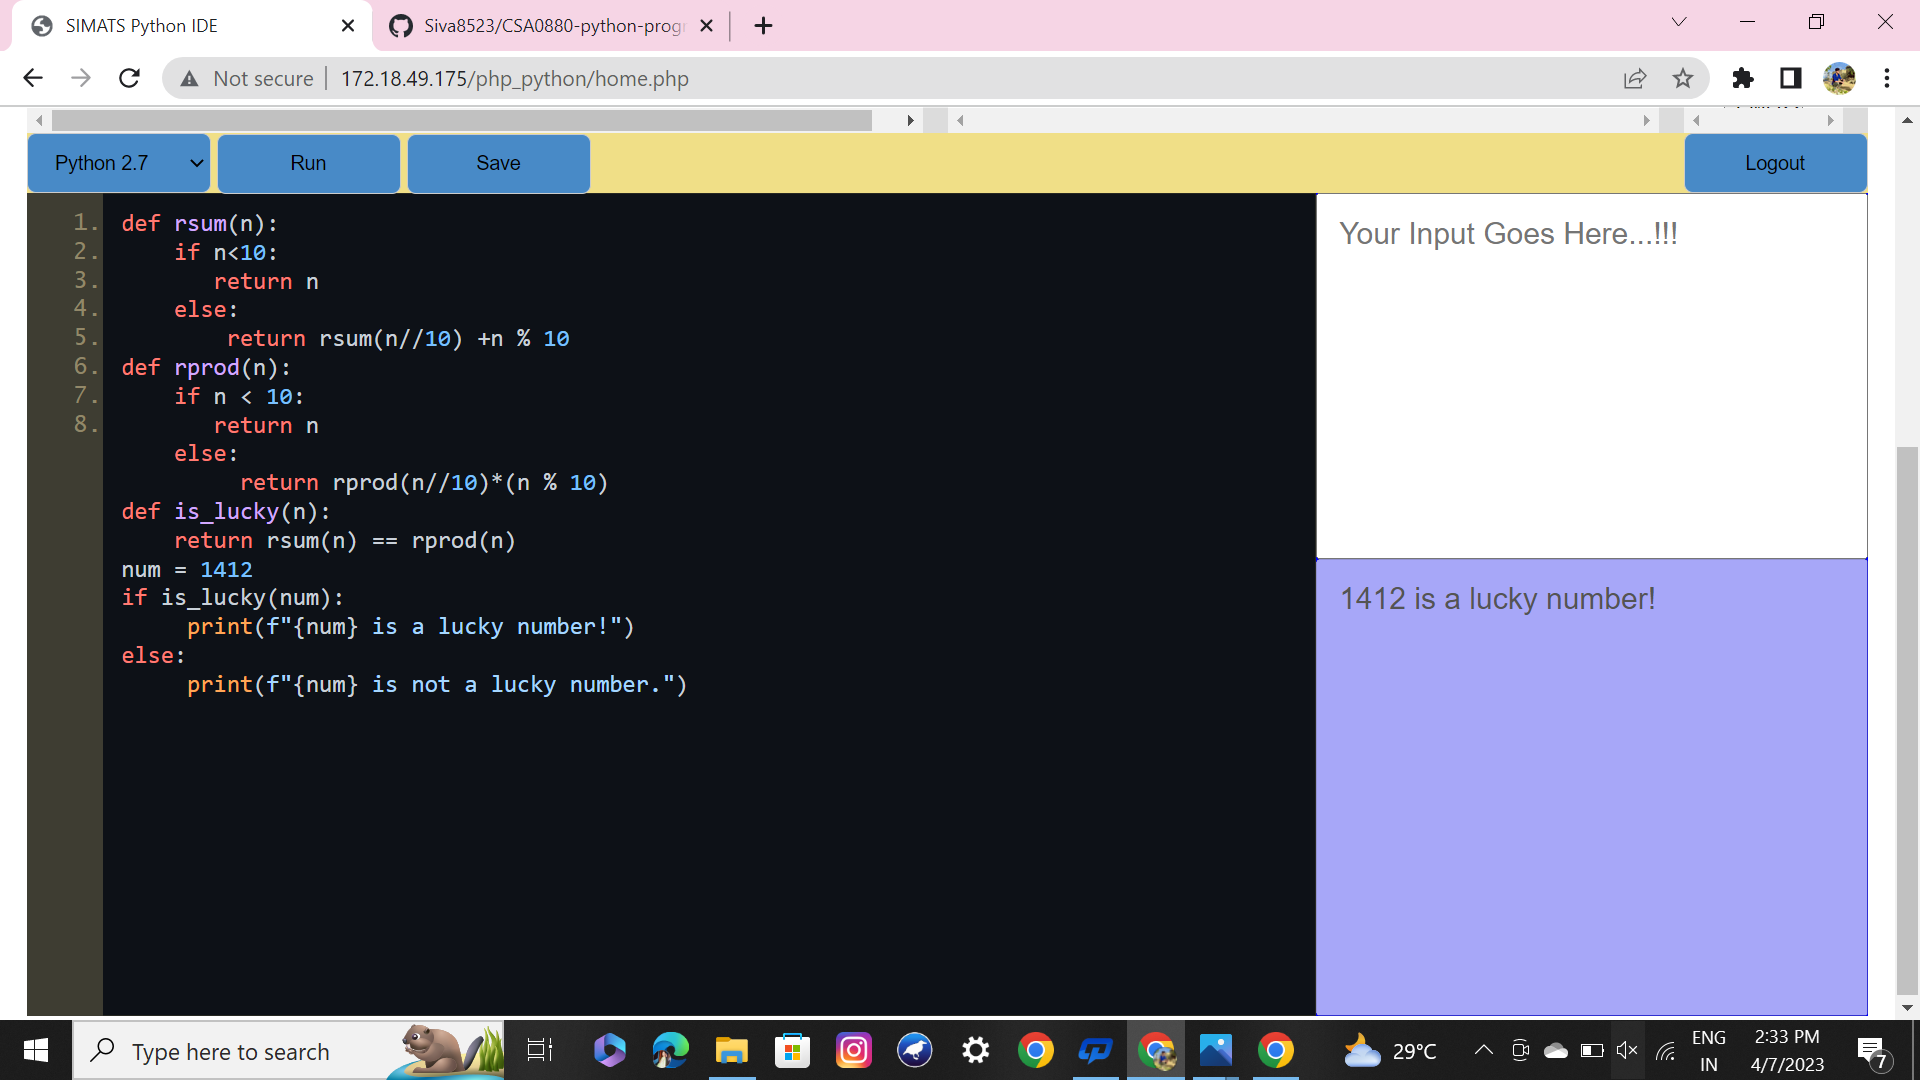 SIMATS Python IDE
Siva8523/CSA0880-python-progr
Not secure
172.18.49.175/php_python/home.php
Python 2.7
Run
Save
Logout
1.
2.
3.
4.
5.
6.
7.
8.
def rsum(n):
    if n<10:
       return n
    else:
        return rsum(n//10) +n % 10
def rprod(n):
    if n < 10:
       return n
    else:
         return rprod(n//10)*(n % 10)
def is_lucky(n):
    return rsum(n) == rprod(n)
num = 1412
if is_lucky(num):
     print(f"{num} is a lucky number!")
else:
     print(f"{num} is not a lucky number.")
Your Input Goes Here...!!!
1412 is a lucky number!
Type here to search
29°C
ENG
IN
2:33 PM
4/7/2023
7